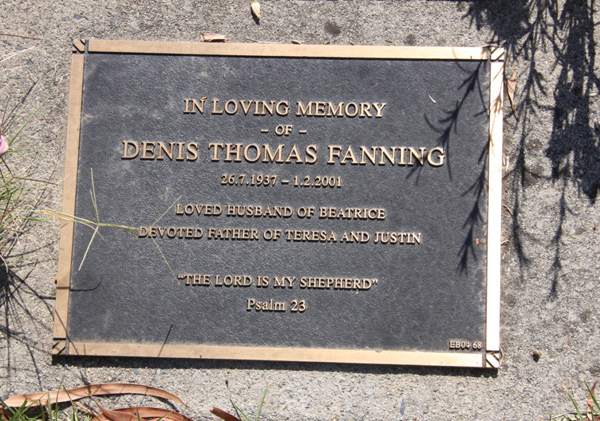 IN LOVING MEMORY
- OF -
DENIS THOMAS FANNING
26.7.1937 - 1.2.2001
LOVED HUSBAND OF BEATRICE
DEVOTED FATHER OF TERESA AND JUSTIN
"THE LORD IS MY SHEPHERD"
Psalm 23
EB04 68